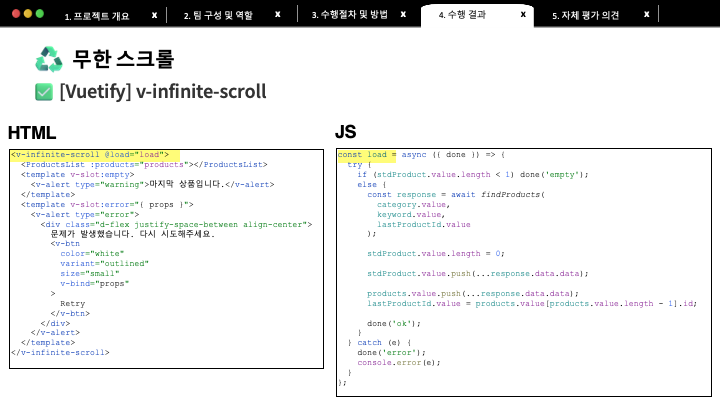 1. 프로젝트 개요 x 2. 팀 구성 및 역할 x 3. 수행절차 및 방법 x 4. 수행 결과 x 5. 자체 평가 의견 x
무한 스크롤
[Vuetify] v-infinite-scroll
HTML
<v-infinite-scroll @load="load">
<ProductsList :products="products"></ProductsList>
<template v-slot:empty>
<v-alert type="warning">마지막 상품입니다.</v-alert>
</template>
<template v-slot:error="{ props }">
<v-alert type="error">
<div class="d-flex justify-space-between align-center">
문제가 발생했습니다. 다시 시도해주세요.
<v-btn
color="white"
variant="outlined"
size="small"
v-bind="props"
>
Retry
</v-btn>
</div>
</v-alert>
</template>
</v-infinite-scroll>
JS
const load = async ({ done }) => {
try {
if (stdProduct.value.length < 1) done('empty');
else {
const response = await findProducts(
category.value,
keyword.value,
lastProductId.value
);
stdProduct.value.length = 0;
stdProduct.value.push(...response.data.data);
products.value.push(...response.data.data);
lastProductId.value = products.value[products.value.length - 1].id;
done('ok');
}
} catch (e) {
done('error');
console.error(e);
}
};